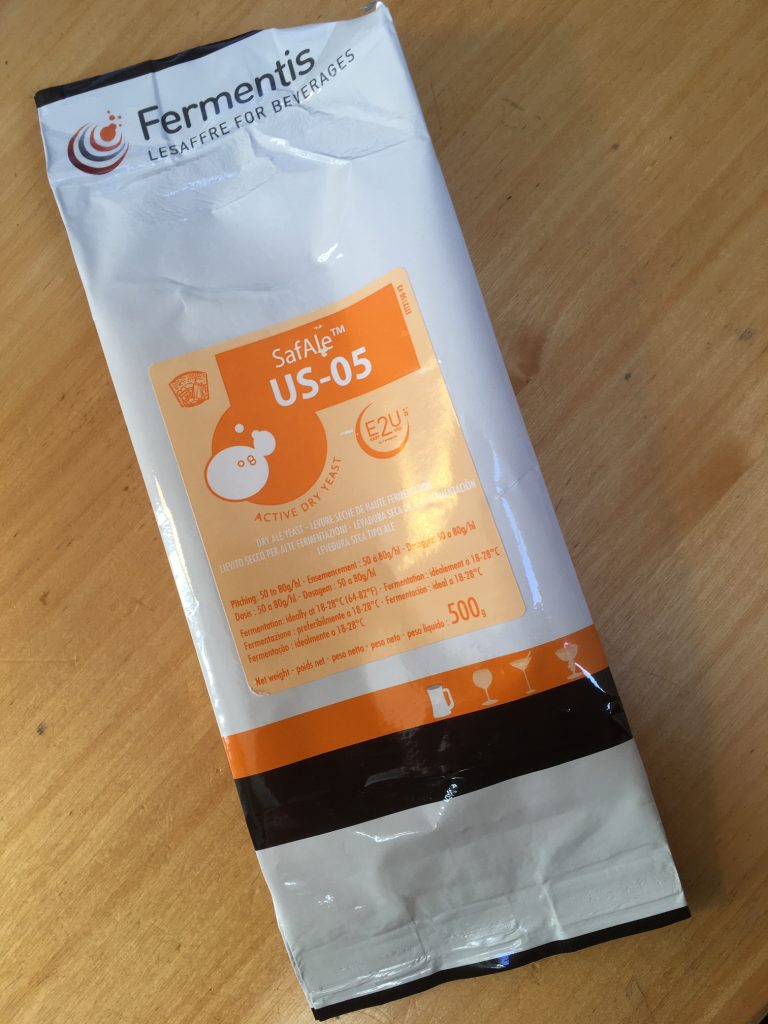 Fermentis
LESAFFRE FOR BEVERAGES
SafAle™
US-05
E2U
ACTIVE DRY YEAST
DRY ALE YEAST - LEVURE SECHE DE HAUTE FERMENTATION
LIEVITO SECCO PER ALTE FERMENTAZIONI - LEVADURA SECA DE ALTA FERMENTACIÓN
LEVEDURA SECA TIPO ALE
Pitching: 50 to 80g/hl - Ensemencement : 50 à 80g/hl - Dosaggio: 50 a 80g/hl
Dosis : 50 a 80g/hl - Dosagem : 50 a 80g/hl
Fermentation: ideally at 18-28°C (64-82°F) - Fermentation : idéalement à 18-28°C
Fermentazione : preferibilmente a 18-28°C - Fermentación : ideal a 18-28°C
Fermentação : idealmente a 18-28°C
Net weight - poids net - peso netto - peso neto - peso líquido : 500g